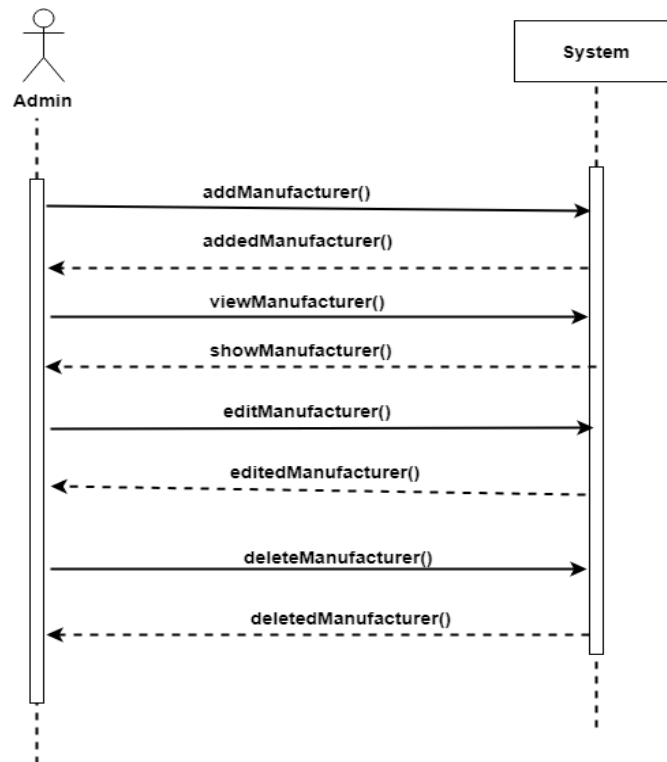 System
Admin
addManufacturer()
addedManufacturer()
viewManufacturer()
showManufacturer()
editManufacturer()
editedManufacturer()
deleteManufacturer()
deletedManufacturer()